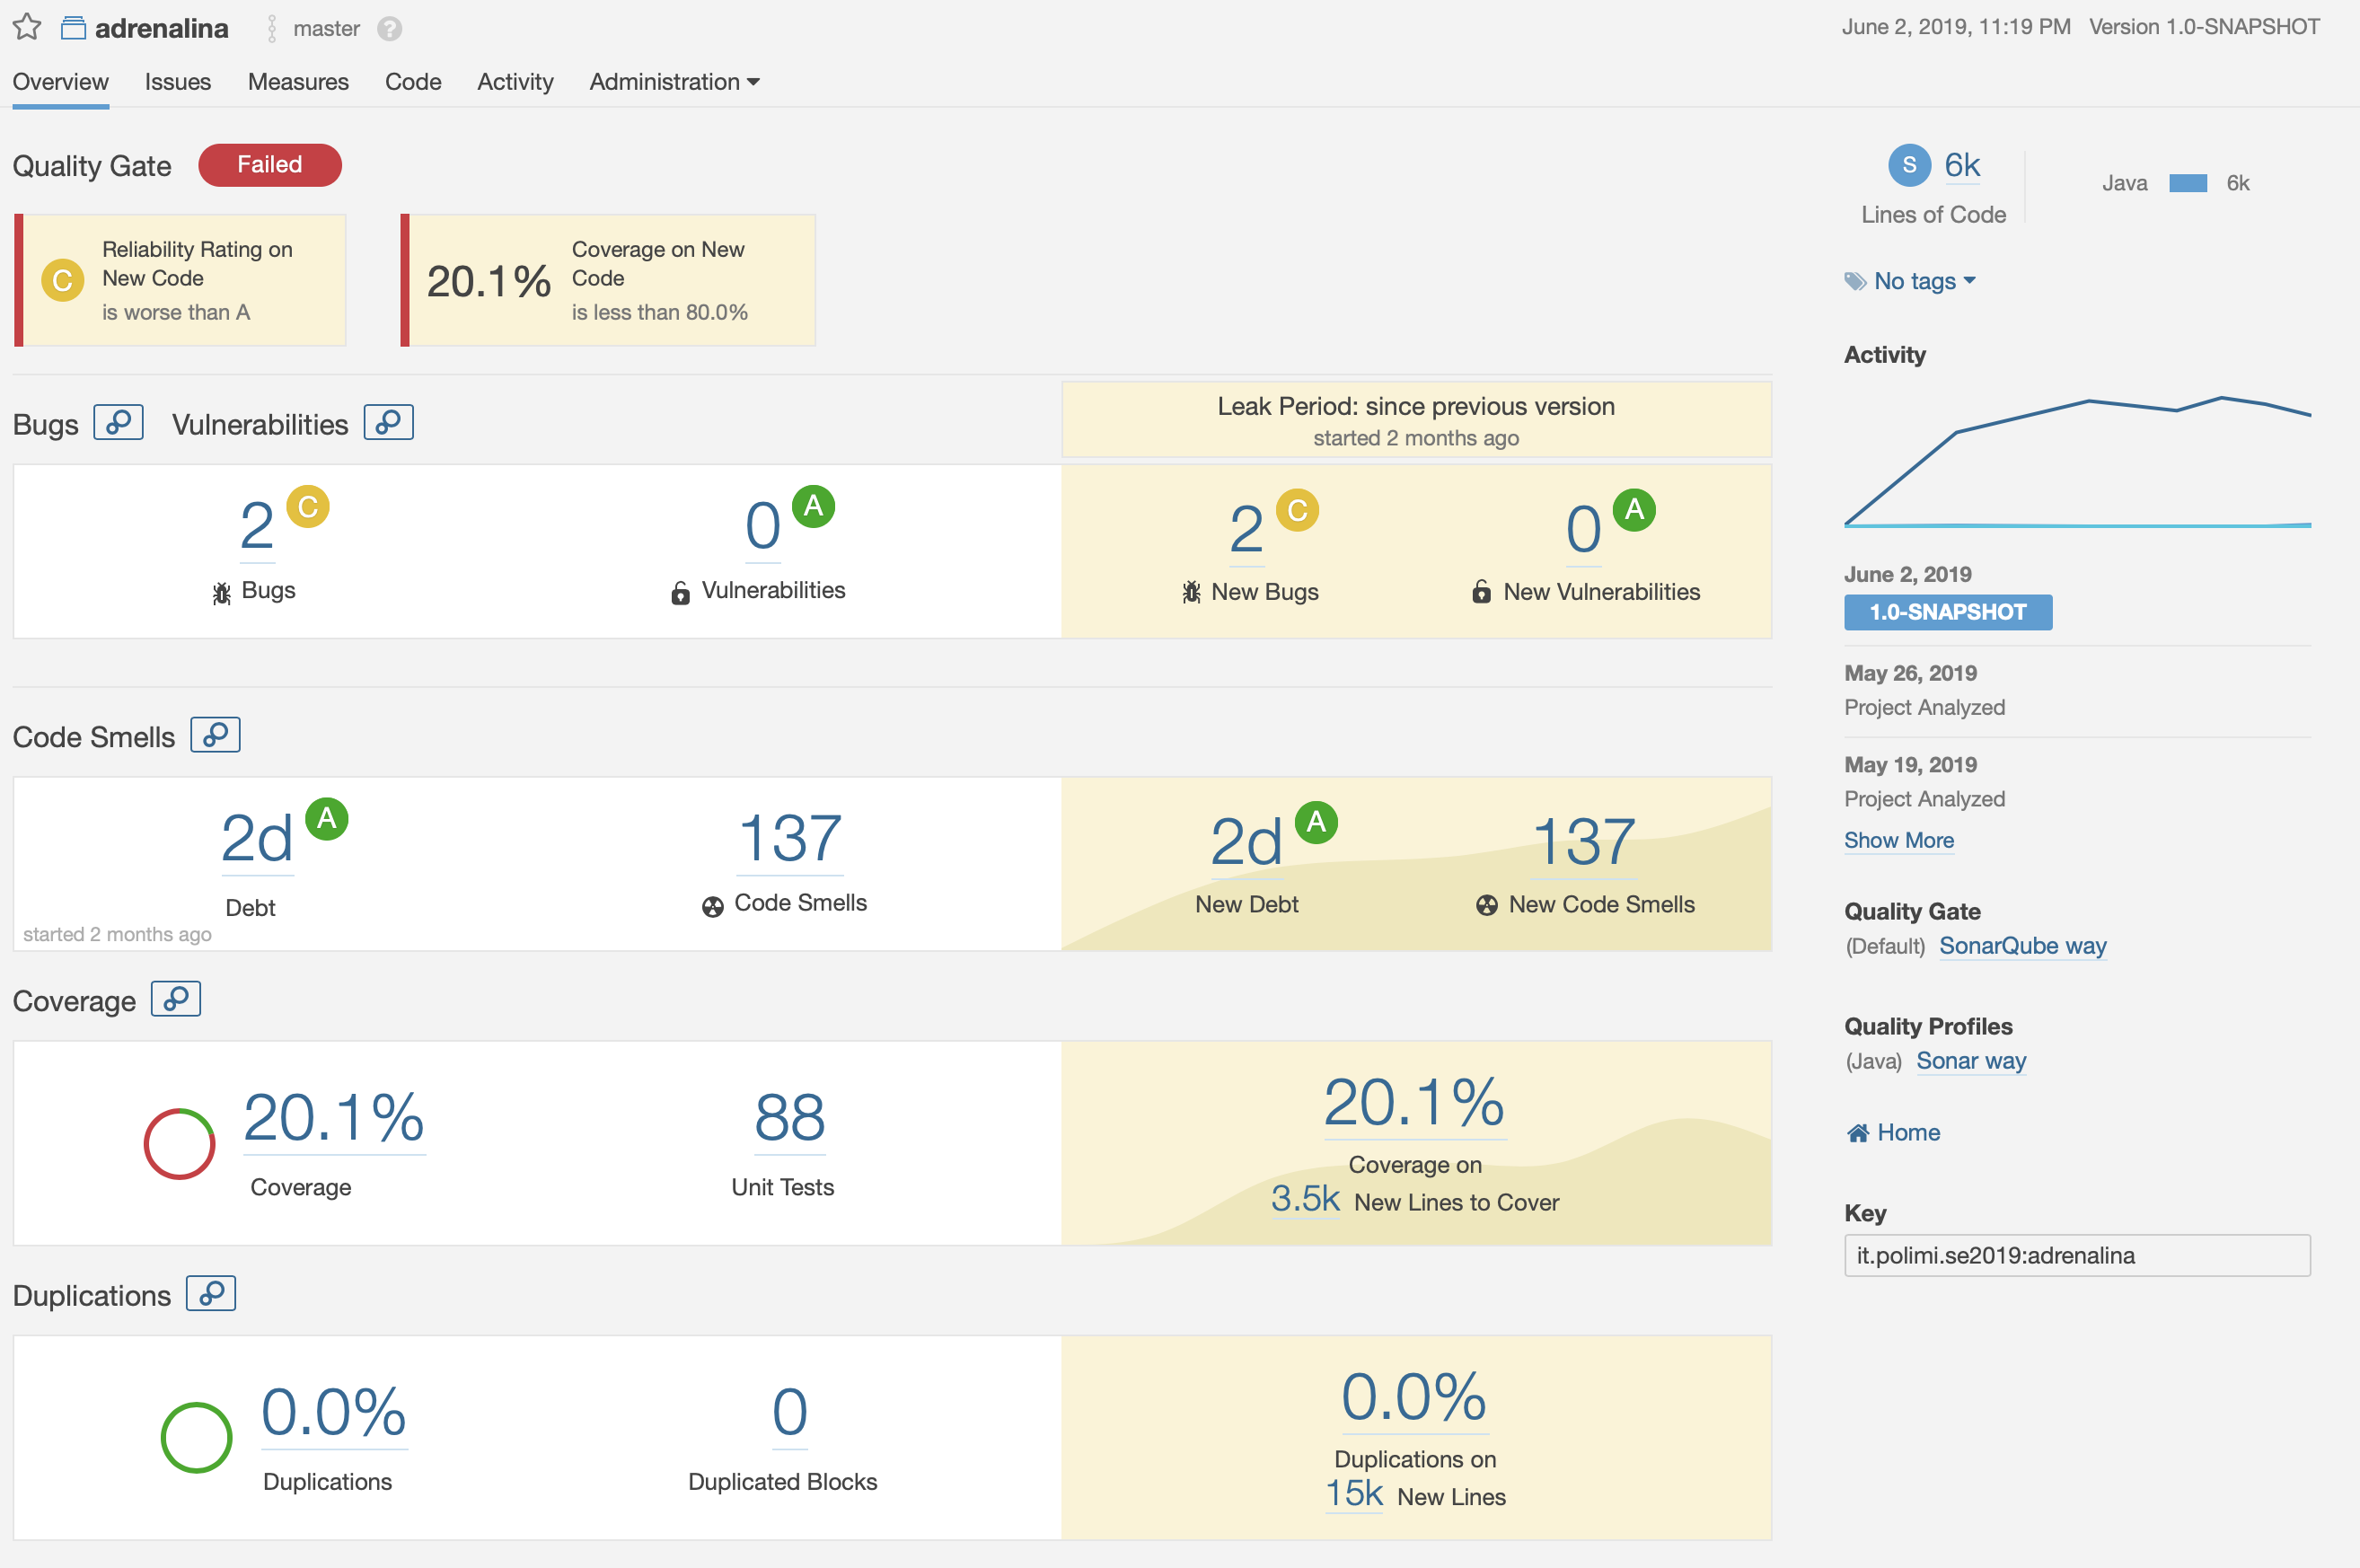 adrenalina master ?
June 2, 2019, 11:19 PM Version 1.0-SNAPSHOT
Overview Issues Measures Code Activity Administration
Quality Gate Failed
C
Reliability Rating on
New Code
is worse than A
20.1%
Coverage on New
Code
is less than 80.0%
Bugs Vulnerabilities
Leak Period: since previous version
started 2 months ago
2 C
Bugs
0 A
Vulnerabilities
2 C
New Bugs
0 A
New Vulnerabilities
Code Smells
2d A
Debt
started 2 months ago
137
Code Smells
2d A
New Debt
137
New Code Smells
Coverage
20.1%
Coverage
88
Unit Tests
20.1%
Coverage on
3.5k New Lines to Cover
Duplications
0.0%
Duplications
0
Duplicated Blocks
0.0%
Duplications on
15k New Lines
S 6k
Lines of Code
Java 6k
No tags
Activity
June 2, 2019
1.0-SNAPSHOT
May 26, 2019
Project Analyzed
May 19, 2019
Project Analyzed
Show More
Quality Gate
(Default) SonarQube way
Quality Profiles
(Java) Sonar way
Home
Key
it.polimi.se2019:adrenalina